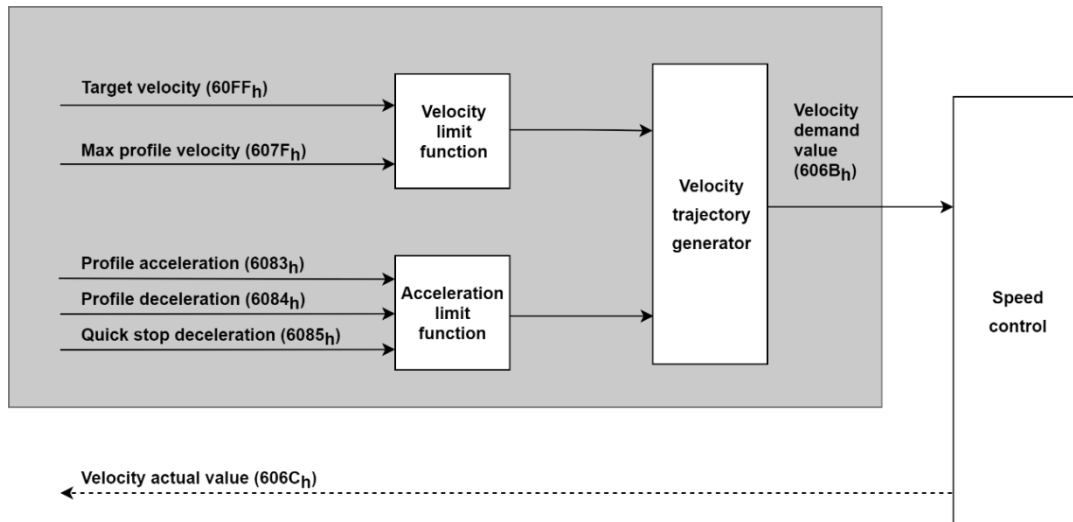 Target velocity (60FFh)
Max profile velocity (607Fh)
Velocity
limit
function
Profile acceleration (6083h)
Profile deceleration (6084h)
Quick stop deceleration (6085h)
Acceleration
limit
function
Velocity
trajectory
generator
Velocity
demand
value
(606Bh)
Speed
control
Velocity actual value (606Ch)